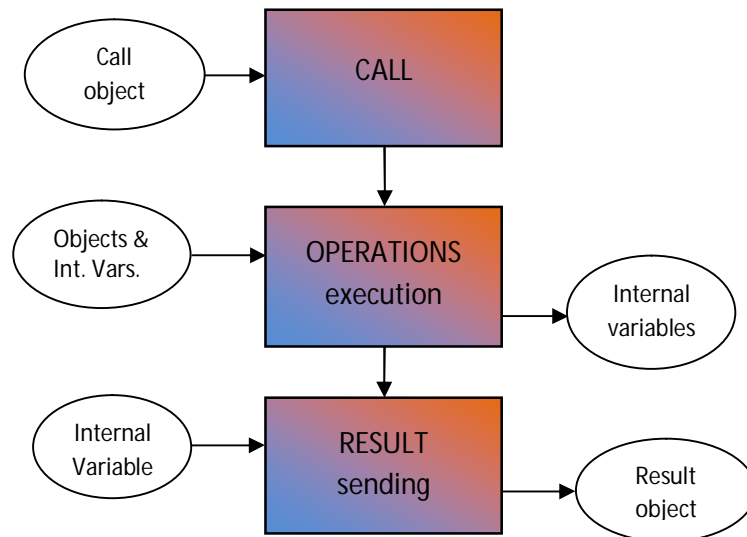 Call
object
CALL
Objects &
Int. Vars.
OPERATIONS
execution
Internal
variables
Internal
Variable
RESULT
sending
Result
object